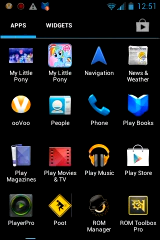 12:51
APPS WIDGETS
My Little Pony
My Little Pony
Navigation
News & Weather
ooVoo
People
Phone
Play Books
Play Magazines
Play Movies & TV
Play Music
Play Store
PlayerPro
Poot
ROM Manager
ROM Toolbox Pro